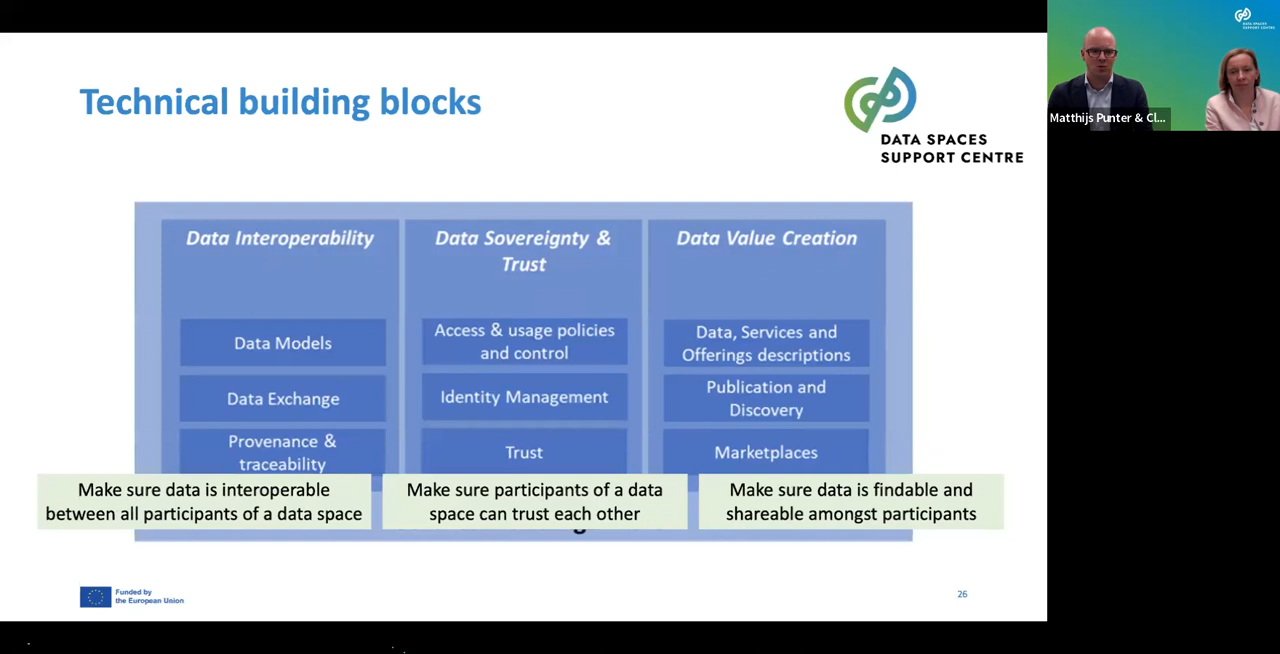 Technical building blocks
DATA SPACES
SUPPORT CENTRE
Data Interoperability
Data Models
Data Exchange
Provenance &
traceability
Data Sovereignty &
Trust
Access & usage policies
and control
Identity Management
Trust
Data Value Creation
Data, Services and
Offerings descriptions
Publication and
Discovery
Marketplaces
Make sure data is interoperable
between all participants of a data space
Make sure participants of a data
space can trust each other
Make sure data is findable and
shareable amongst participants
Funded by
the European Union
26
DATA SPACES
SUPPORT CENTRE
Matthijs Punter & Cl...